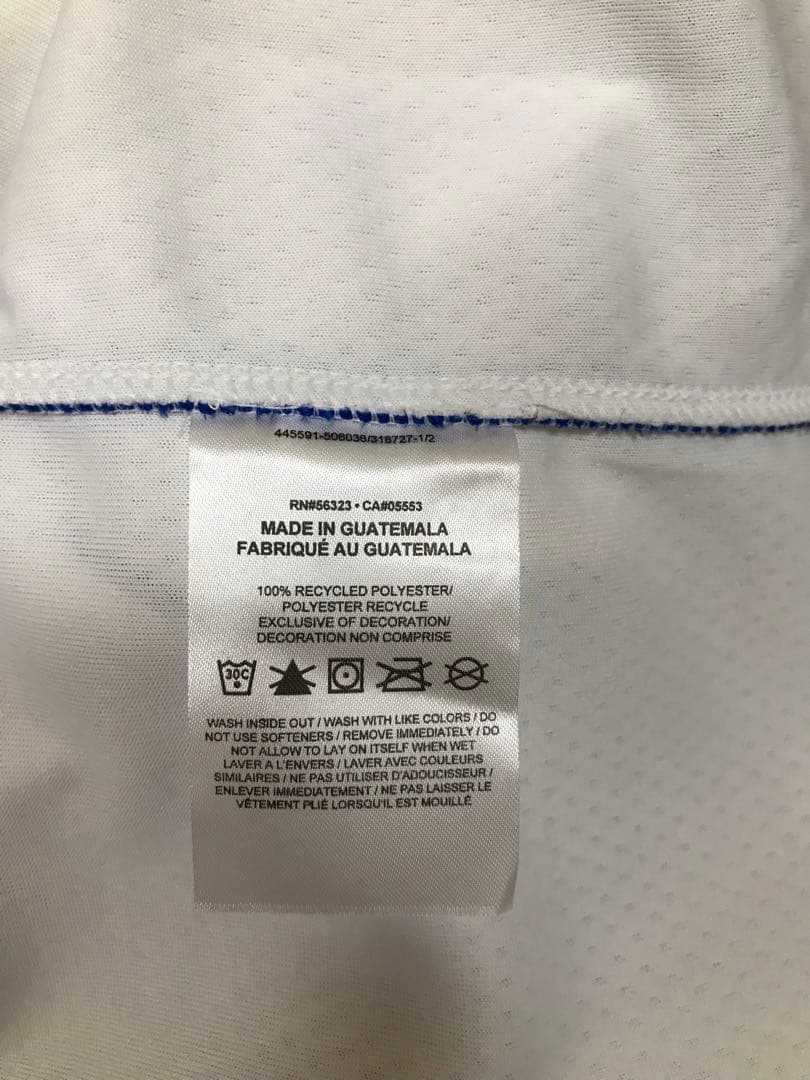 445591-506036/316727-1/2
RN#56323 • CA#05553
MADE IN GUATEMALA
FABRIQUÉ AU GUATEMALA
100% RECYCLED POLYESTER/
POLYESTER RECYCLE
EXCLUSIVE OF DECORATION/
DECORATION NON COMPRISE
30C
WASH INSIDE OUT / WASH WITH LIKE COLORS / DO
NOT USE SOFTENERS / REMOVE IMMEDIATELY / DO
NOT ALLOW TO LAY ON ITSELF WHEN WET
LAVER A L'ENVERS / LAVER AVEC COULEURS
SIMILAIRES / NE PAS UTILISER D'ADOUCISSEUR /
ENLEVER IMMEDIATEMENT / NE PAS LAISSER LE
VÊTEMENT PLIÉ LORSQU'IL EST MOUILLÉ